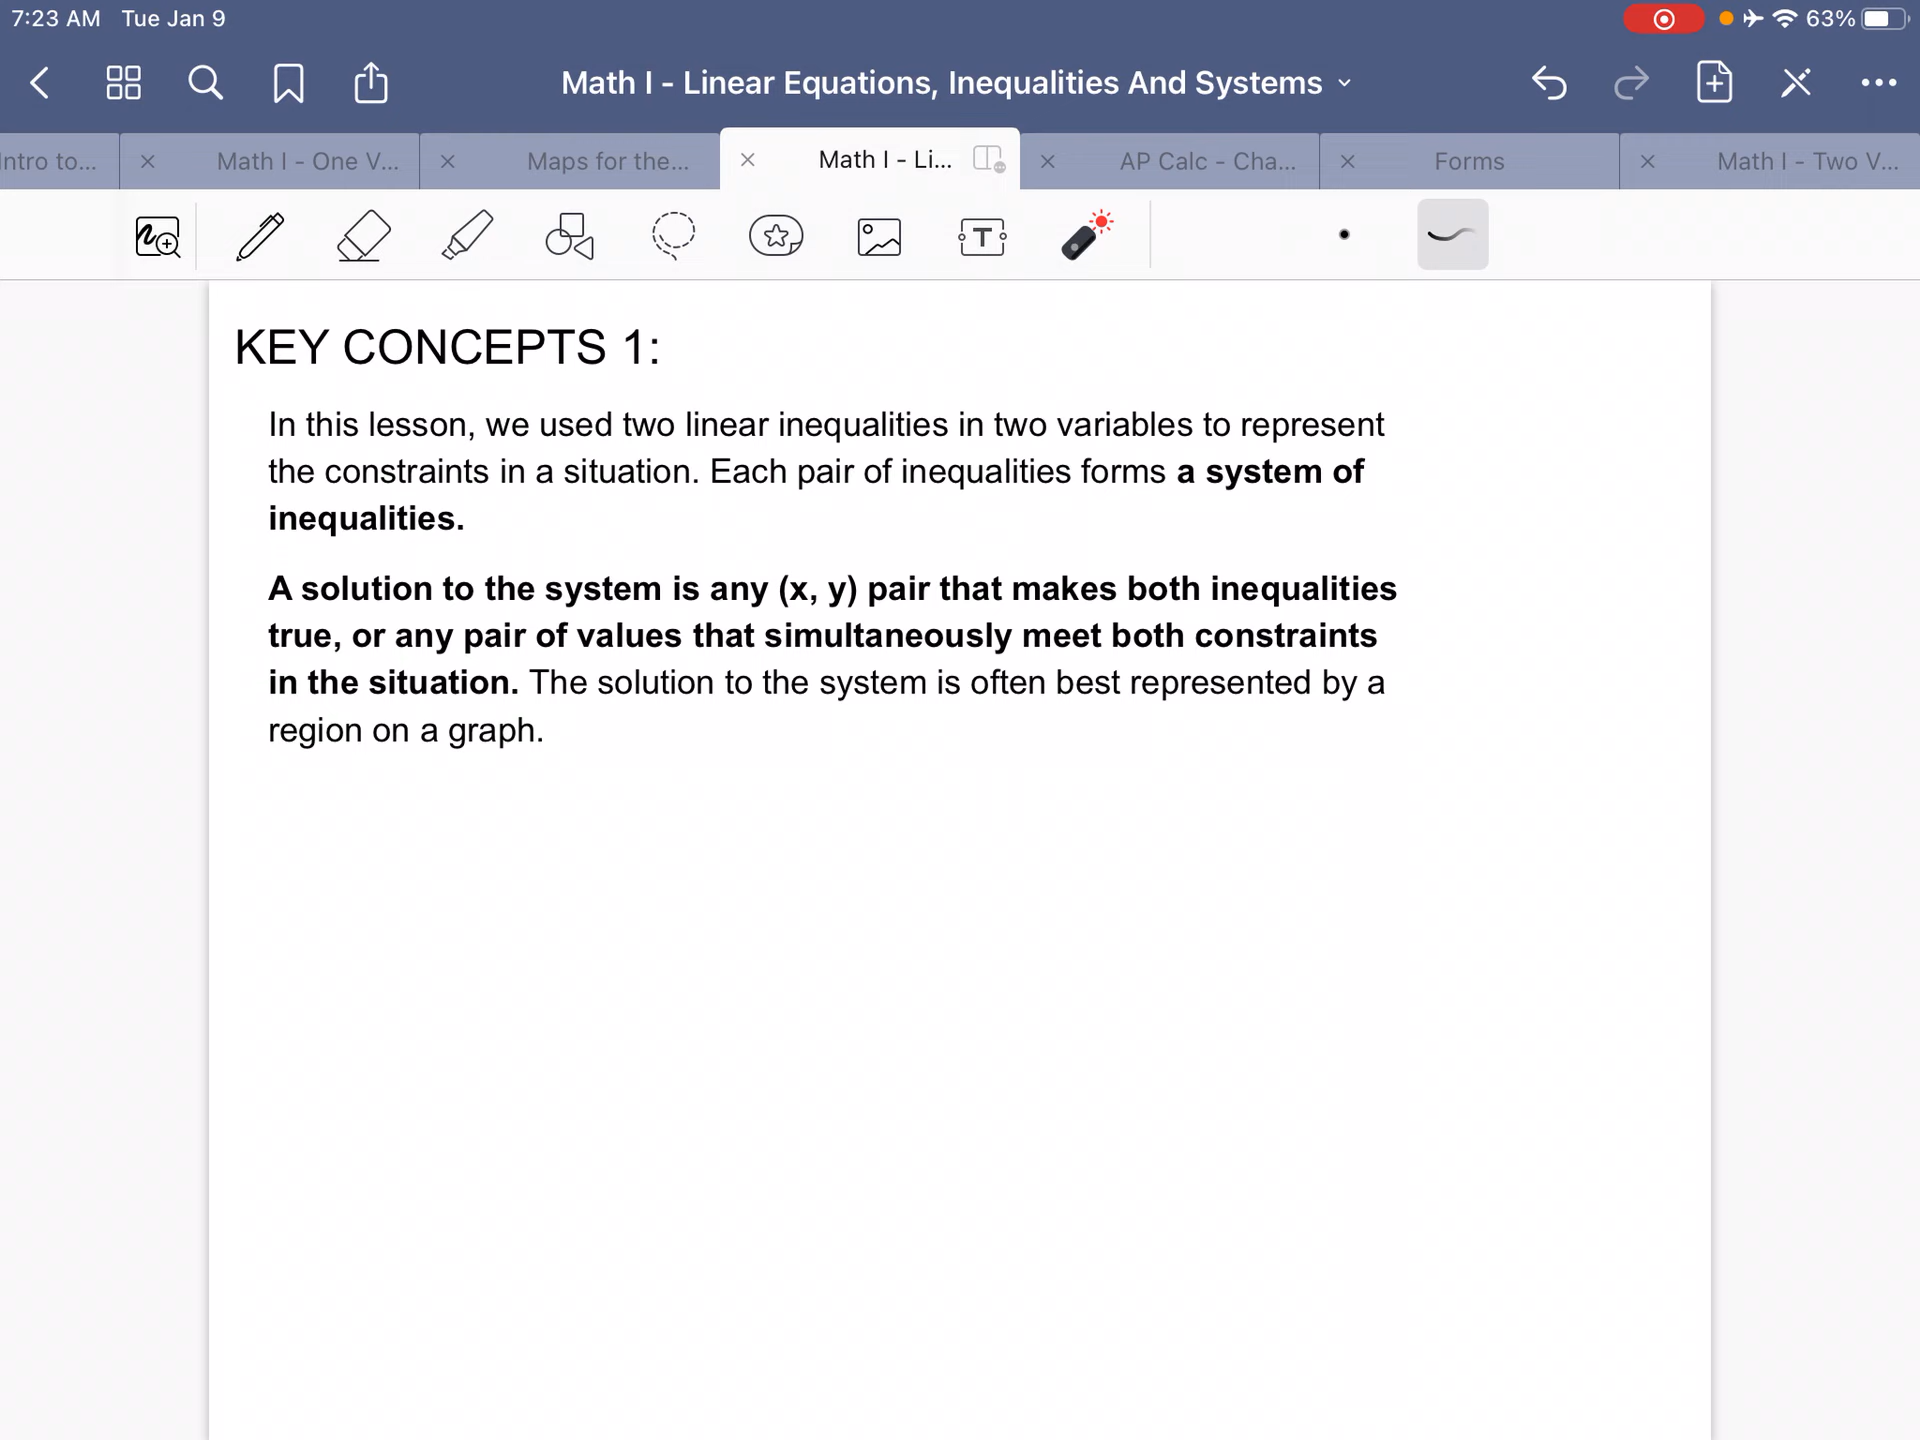 7:23 AM Tue Jan 9
63%
Math I - Linear Equations, Inequalities And Systems
Intro to...
Math I - One V...
Maps for the...
Math I - Li...
AP Calc - Cha...
Forms
Math I - Two V...
T
KEY CONCEPTS 1:
In this lesson, we used two linear inequalities in two variables to represent
the constraints in a situation. Each pair of inequalities forms a system of
inequalities.
A solution to the system is any (x, y) pair that makes both inequalities
true, or any pair of values that simultaneously meet both constraints
in the situation. The solution to the system is often best represented by a
region on a graph.